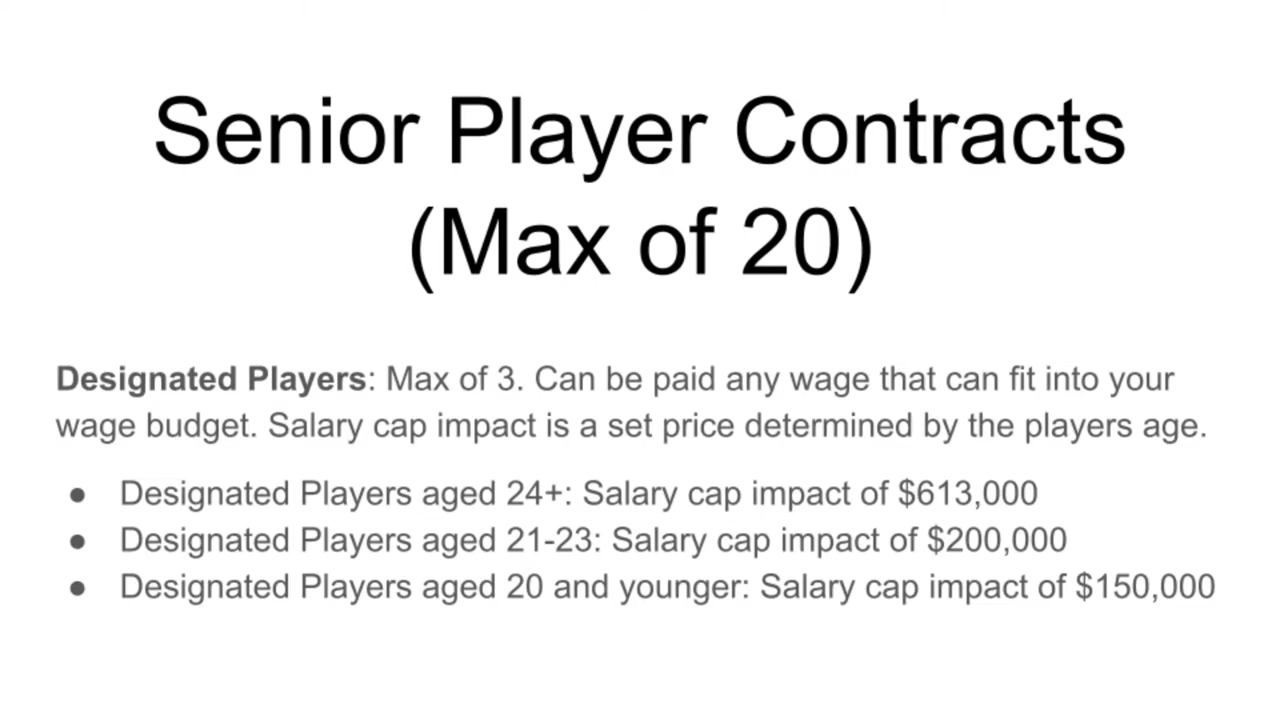 Senior Player Contracts
(Max of 20)
Designated Players: Max of 3. Can be paid any wage that can fit into your
wage budget. Salary cap impact is a set price determined by the players age.
● Designated Players aged 24+: Salary cap impact of $613,000
● Designated Players aged 21-23: Salary cap impact of $200,000
● Designated Players aged 20 and younger: Salary cap impact of $150,000